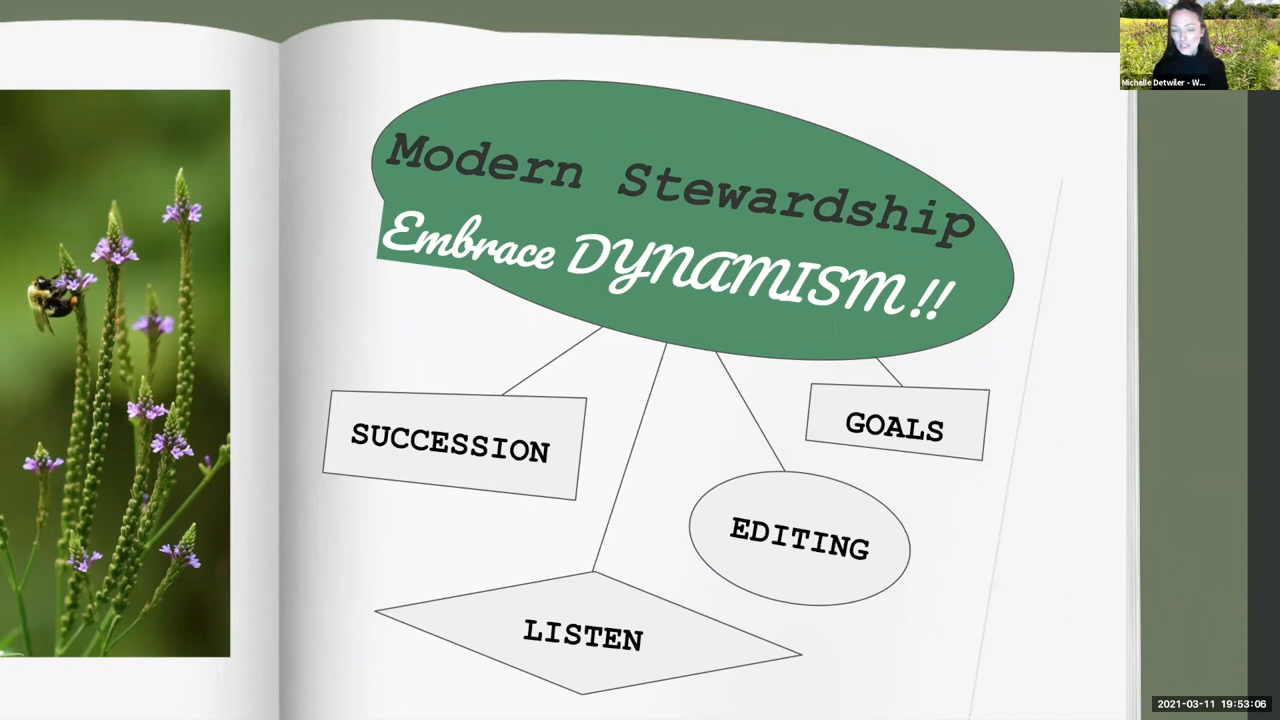 Michelle Detwiler - W...
Modern Stewardship
Embrace DYNAMISM!!
SUCCESSION
GOALS
EDITING
LISTEN
2021-03-11 19:53:06